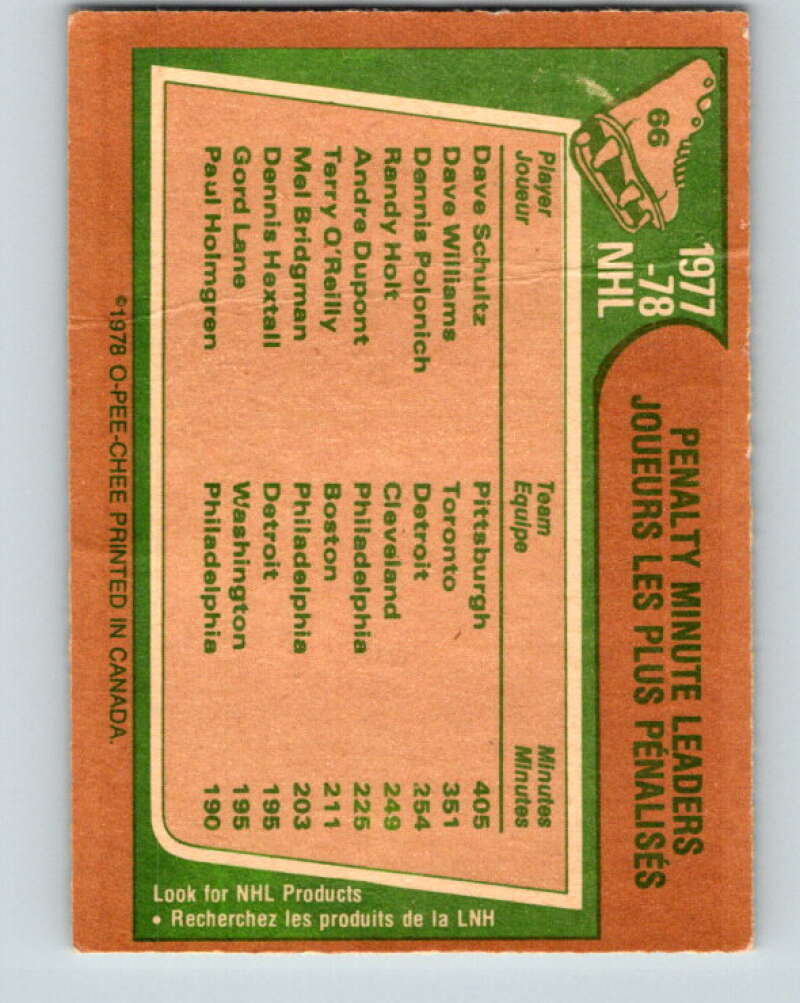 66
1977
-78
NHL
PENALTY MINUTE LEADERS
JOUEURS LES PLUS PÉNALISÉS
Player Team Minutes
Joueur Equipe Minutes
Dave Schultz Pittsburgh 405
Dave Williams Toronto 351
Dennis Polonich Detroit 254
Randy Holt Cleveland 249
Andre Dupont Philadelphia 225
Terry O'Reilly Boston 211
Mel Bridgman Philadelphia 203
Dennis Hextall Detroit 195
Gord Lane Washington 195
Paul Holmgren Philadelphia 190
Look for NHL Products
• Recherchez les produits de la LNH
©1978 O-PEE-CHEE PRINTED IN CANADA.